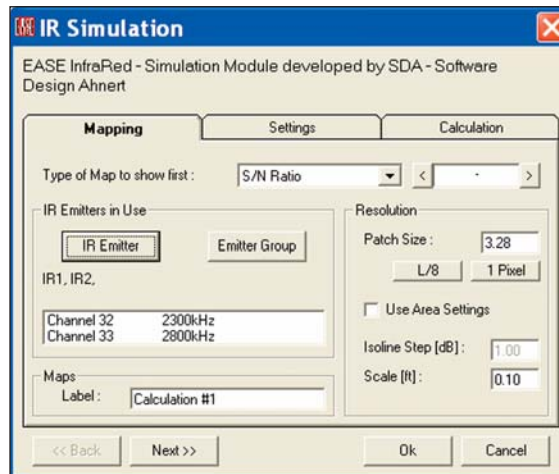 EASE IR Simulation
EASE InfraRed - Simulation Module developed by SDA - Software
Design Ahnert
Mapping Settings Calculation
Type of Map to show first : S/N Ratio < - >
IR Emitters in Use
IR Emitter Emitter Group
IR1, IR2,
Channel 32 2300kHz
Channel 33 2800kHz
Maps
Label : Calculation #1
Resolution
Patch Size : 3.28
L/8 1 Pixel
Use Area Settings
Isoline Step [dB] : 1.00
Scale [ft] : 0.10
<< Back Next >> Ok Cancel